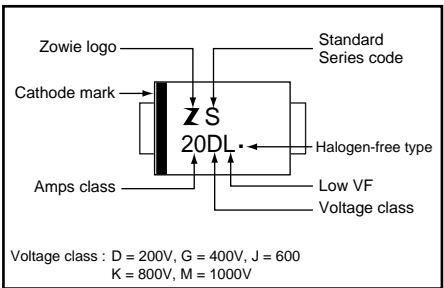 Zowie logo
Standard
Series code
Cathode mark
Z S
20DL.
Halogen-free type
Amps class
Low VF
Voltage class
Voltage class : D = 200V, G = 400V, J = 600
K = 800V, M = 1000V